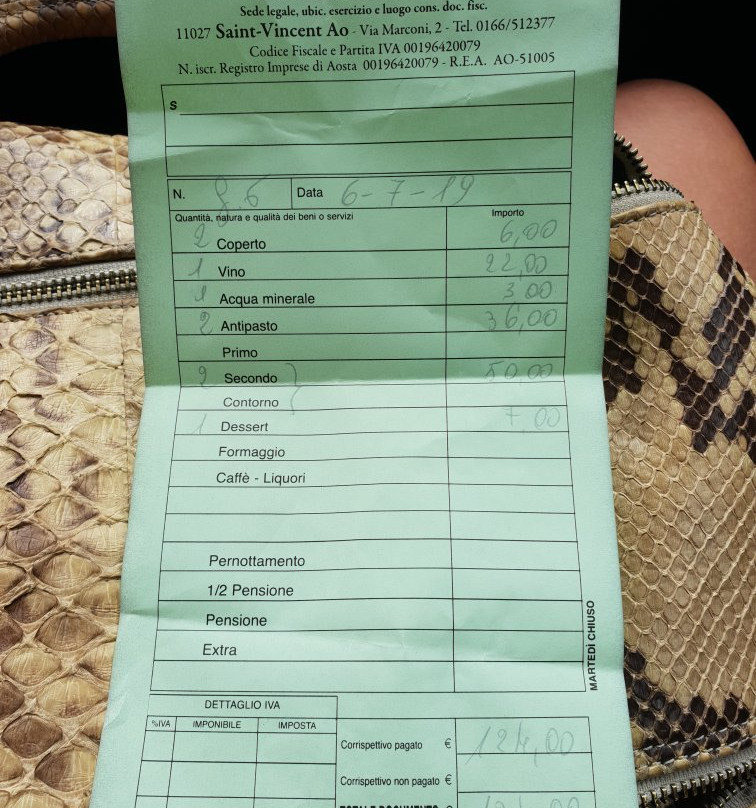 Sede legale, ubic. esercizio e luogo cons. doc. fisc.
11027 Saint-Vincent Ao - Via Marconi, 2 - Tel. 0166/512377
Codice Fiscale e Partita IVA 00196420079
N. iscr. Registro Imprese di Aosta 00196420079 - R.E.A. AO-51005
S
N. 86 Data 6-7-19
Quantità, natura e qualità dei beni o servizi Importo
2 Coperto 6,00
1 Vino 22,00
1 Acqua minerale 3,00
2 Antipasto 36,00
Primo
2 Secondo 50,00
Contorno
1 Dessert 7,00
Formaggio
Caffè - Liquori
Pernottamento
1/2 Pensione
Pensione
Extra
MARTEDÌ CHIUSO
DETTAGLIO IVA
%IVA IMPONIBILE IMPOSTA
Corrispettivo pagato € 124,00
Corrispettivo non pagato €